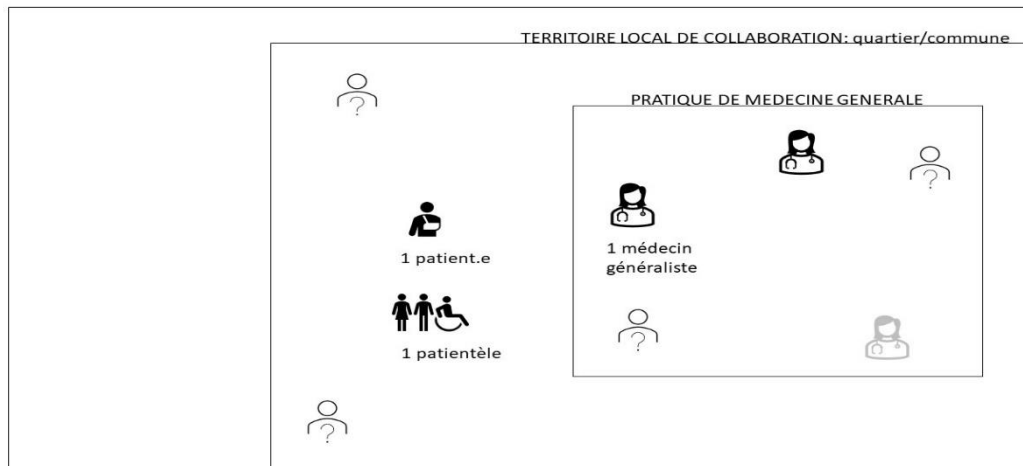 TERRITOIRE LOCAL DE COLLABORATION: quartier/commune
PRATIQUE DE MEDECINE GENERALE
?
?
1 patient.e
1 médecin
généraliste
?
1 patientèle
?